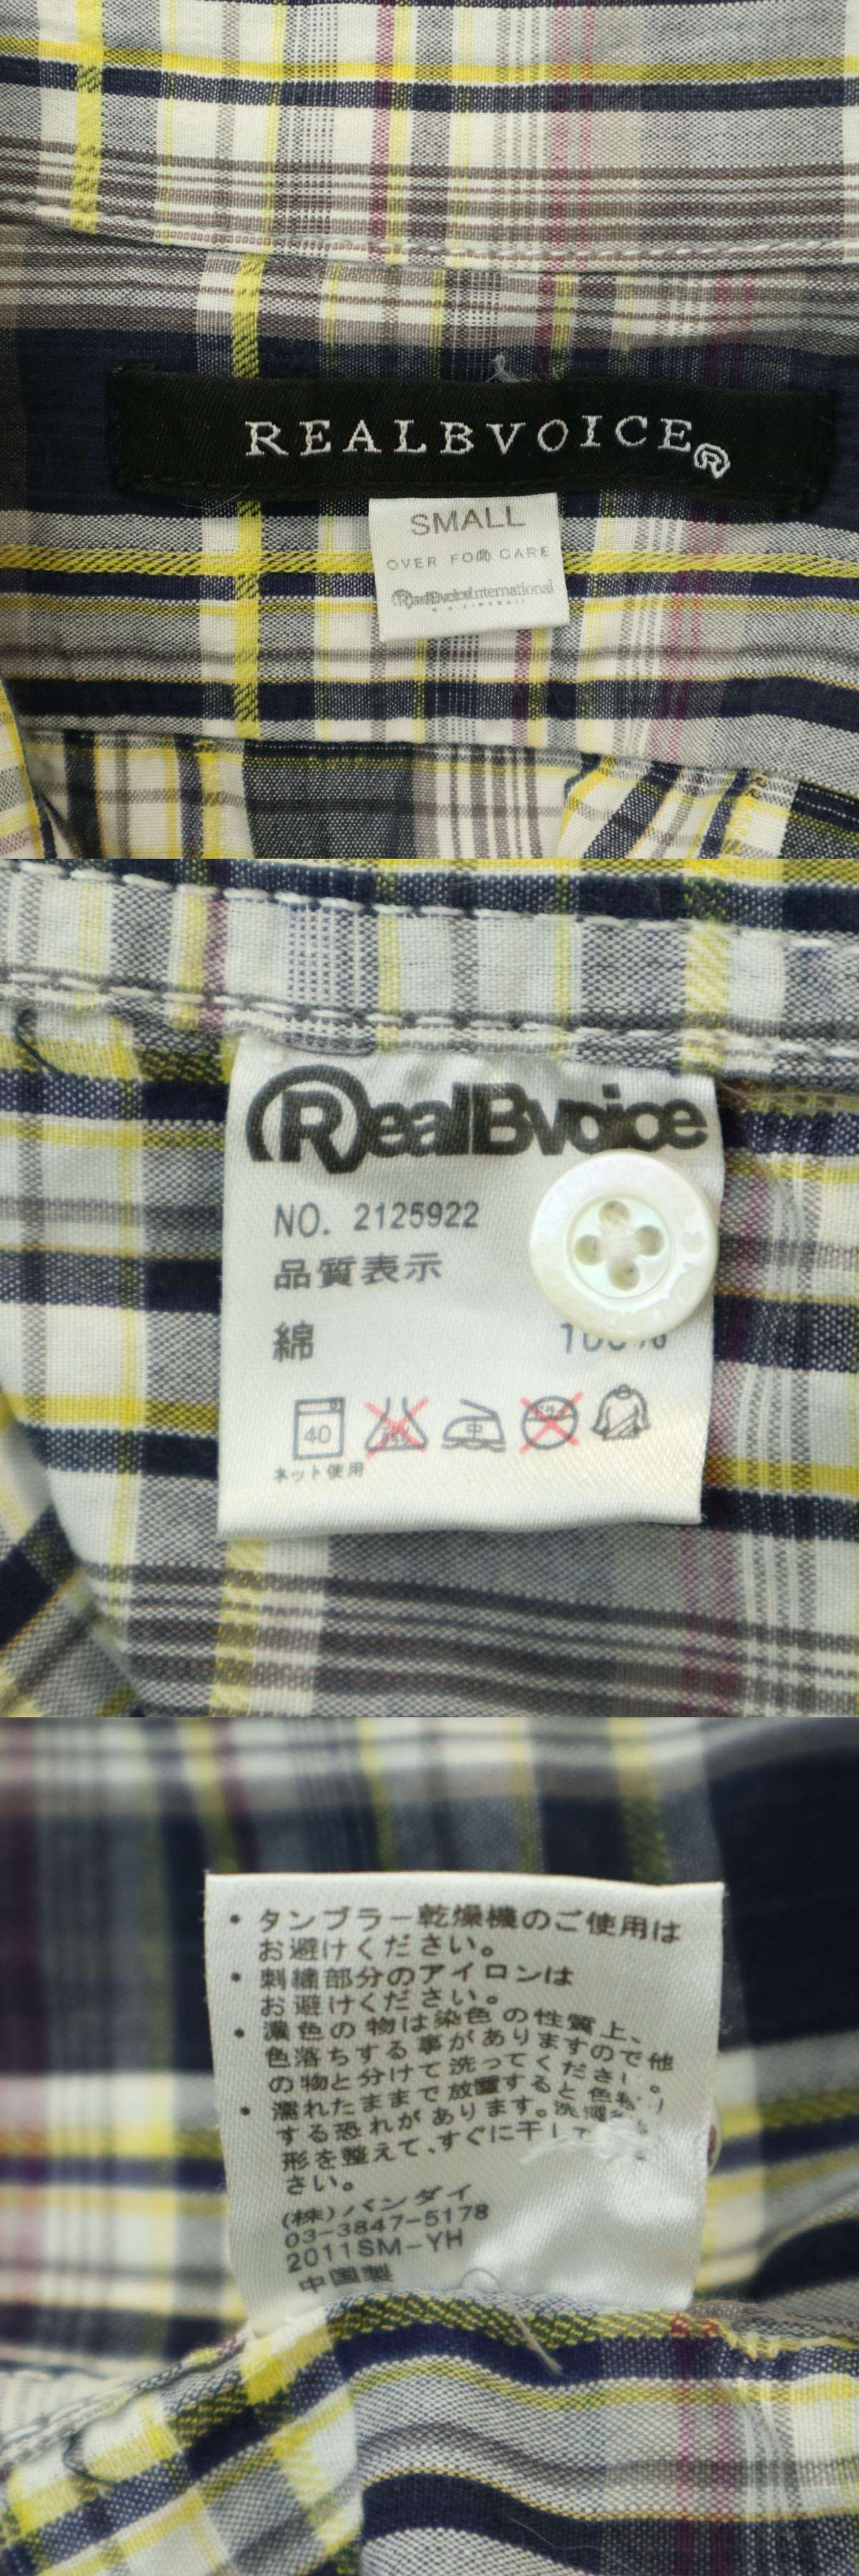 REALBVOICE®
SMALL
OVER FOR CARE
RealBvoice International
RealBvoice
NO. 2125922
品質表示
綿 100%
40 中
ネット使用
• タンブラー乾燥機のご使用は
お避けください。
• 刺繍部分のアイロンは
お避けください。
• 濃色の物は染色の性質上、
色落ちする事がありますので他
の物と分けて洗ってください。
• 濡れたままで放置すると色移り
する恐れがあります。洗濯
形を整えて、すぐに干して
さい。
(株)バンダイ
03-3847-5178
2011SM-YH
中国製